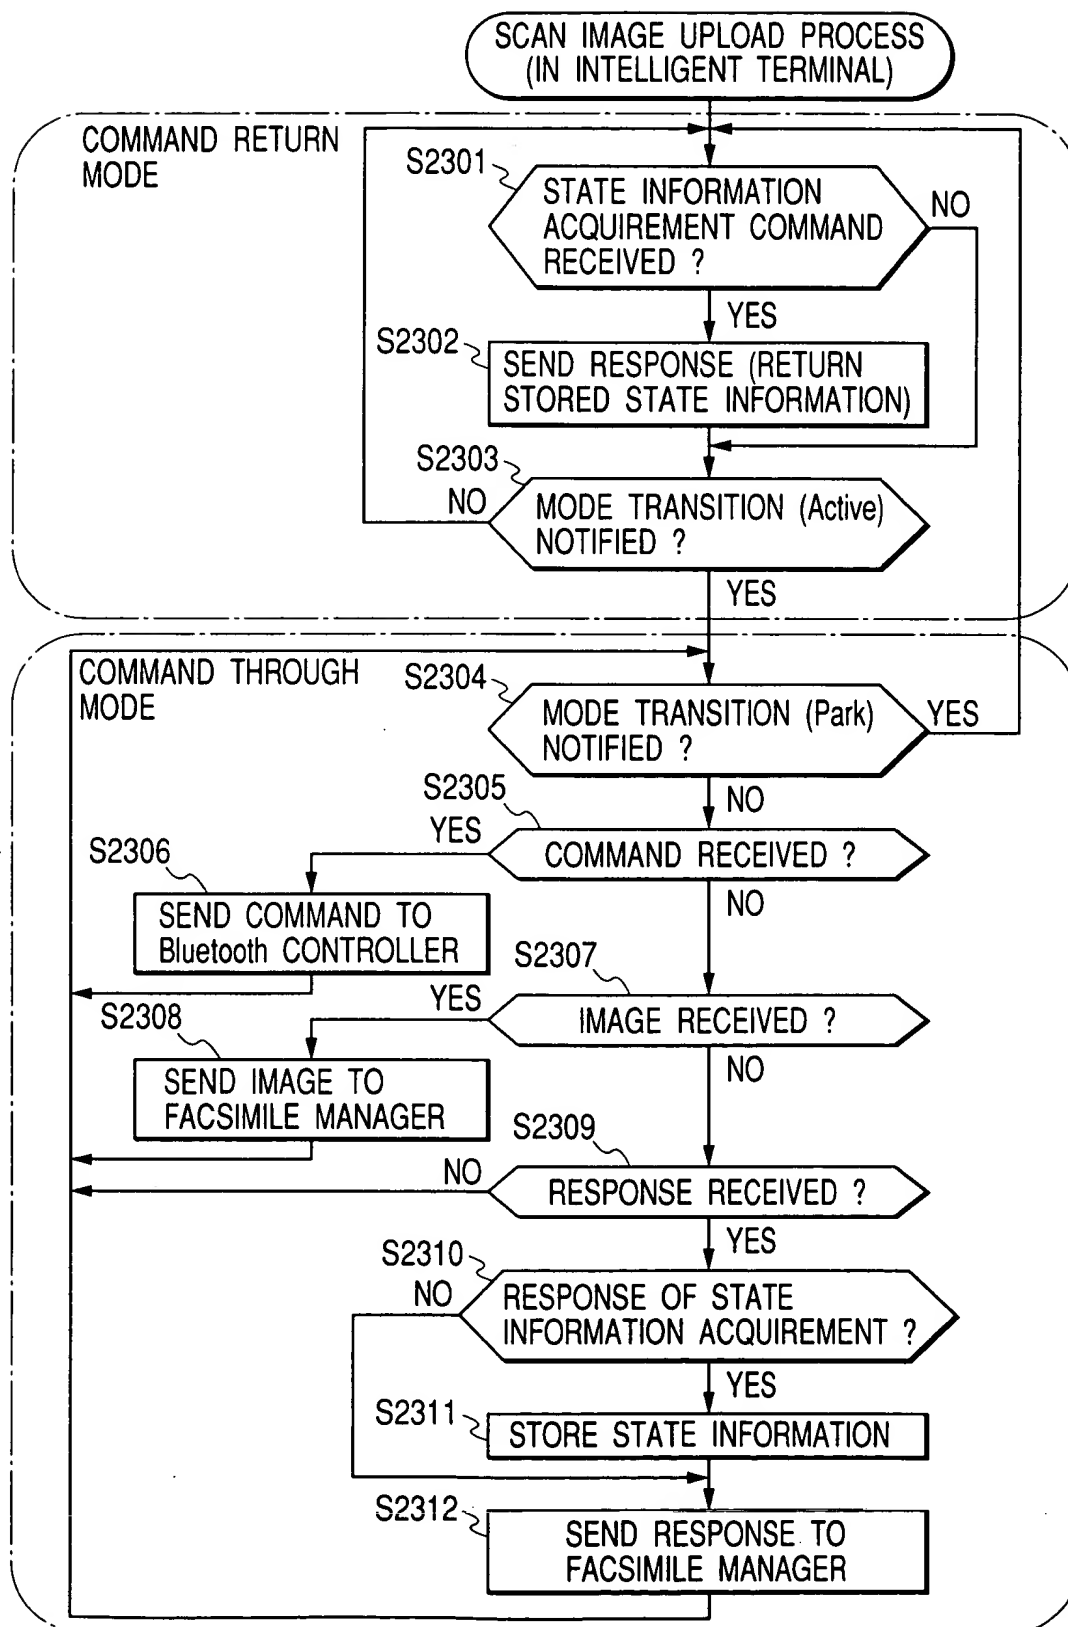 SCAN IMAGE UPLOAD PROCESS
(IN INTELLIGENT TERMINAL)
COMMAND RETURN
MODE
S2301
STATE INFORMATION
ACQUIREMENT COMMAND
RECEIVED ?
NO
YES
S2302
SEND RESPONSE (RETURN
STORED STATE INFORMATION)
S2303
NO
MODE TRANSITION (Active)
NOTIFIED ?
YES
COMMAND THROUGH
MODE
S2304
MODE TRANSITION (Park)
NOTIFIED ?
YES
NO
S2305
YES
COMMAND RECEIVED ?
NO
S2306
SEND COMMAND TO
Bluetooth CONTROLLER
S2307
YES
IMAGE RECEIVED ?
NO
S2308
SEND IMAGE TO
FACSIMILE MANAGER
S2309
NO
RESPONSE RECEIVED ?
YES
S2310
NO
RESPONSE OF STATE
INFORMATION ACQUIREMENT ?
YES
S2311
STORE STATE INFORMATION
S2312
SEND RESPONSE TO
FACSIMILE MANAGER